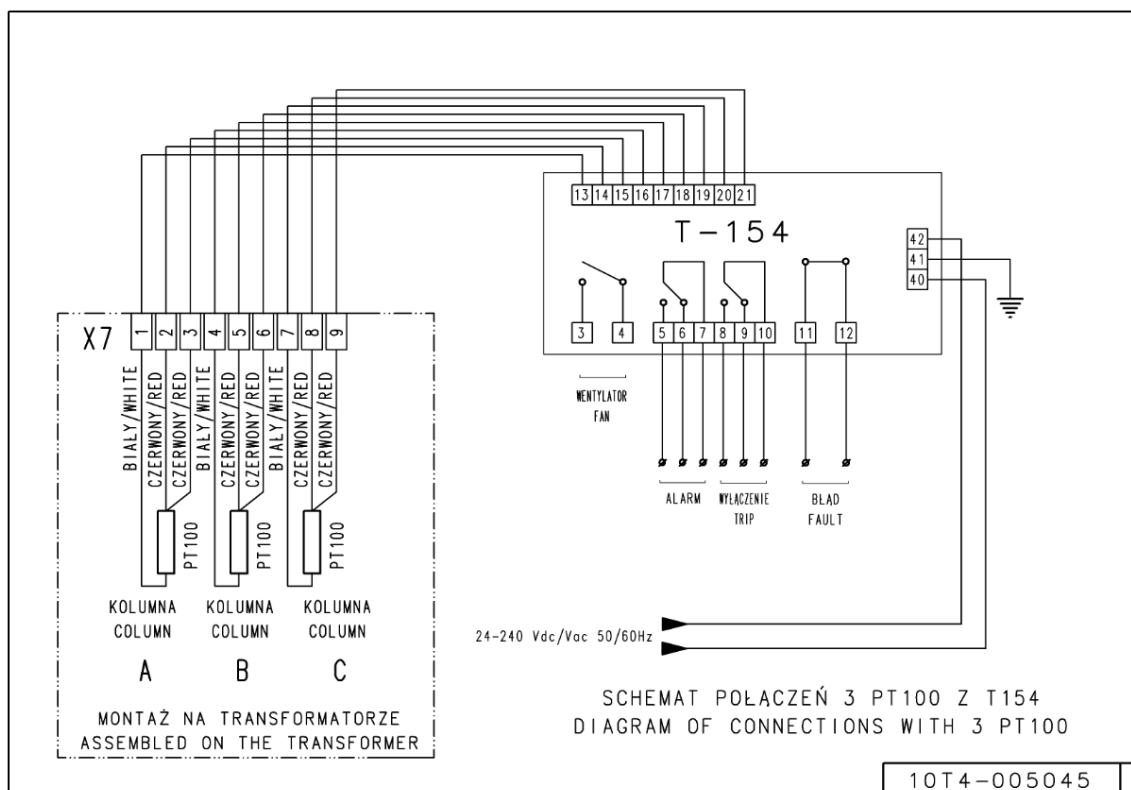 13 14 15 16 17 18 19 20 21
T-154
42
41
40
3 4 5 6 7 8 9 10 11 12
WENTYLATOR
FAN
ALARM
WYŁĄCZENIE
TRIP
BŁĄD
FAULT
X7 1 2 3 4 5 6 7 8 9
BIAŁY/WHITE
CZERWONY/RED
CZERWONY/RED
BIAŁY/WHITE
CZERWONY/RED
CZERWONY/RED
BIAŁY/WHITE
CZERWONY/RED
CZERWONY/RED
PT100
PT100
PT100
KOLUMNA
COLUMN
A
KOLUMNA
COLUMN
B
KOLUMNA
COLUMN
C
MONTAŻ NA TRANSFORMATORZE
ASSEMBLED ON THE TRANSFORMER
24-240 Vdc/Vac 50/60Hz
SCHEMAT POŁĄCZEŃ 3 PT100 Z T154
DIAGRAM OF CONNECTIONS WITH 3 PT100
10T4-005045